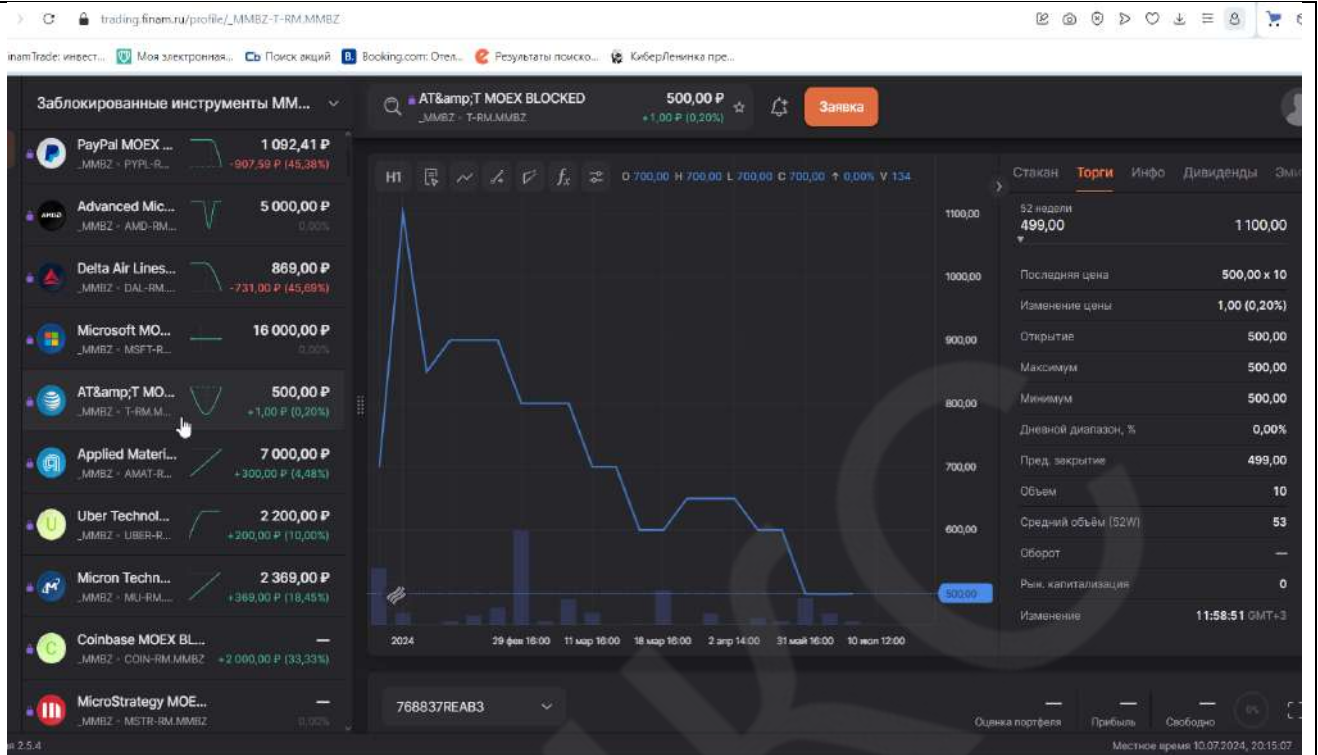 trading.finam.ru/profile/_MMBZ-T-RM.MMBZ
inamTrade: инвест... Моя электронная... Поиск акций Booking.com: Отел... Результаты поиско... КиберЛенинка пре...
Заблокированные инструменты ММ...
AT&amp;T MOEX BLOCKED 500,00 ₽ Заявка
_MMBZ · T-RM.MMBZ +1,00 ₽ (0,20%)
PayPal MOEX ... 1 092,41 ₽
_MMBZ · PYPL-R... -907,59 ₽ (45,38%)
Advanced Mic... 5 000,00 ₽
_MMBZ · AMD-RM... 0,00%
Delta Air Lines... 869,00 ₽
_MMBZ · DAL-RM.... -731,00 ₽ (45,69%)
Microsoft MO... 16 000,00 ₽
_MMBZ · MSFT-R... 0,00%
AT&amp;T MO... 500,00 ₽
_MMBZ · T-RM.M... +1,00 ₽ (0,20%)
Applied Materi... 7 000,00 ₽
_MMBZ · AMAT-R... +300,00 ₽ (4,48%)
Uber Technol... 2 200,00 ₽
_MMBZ · UBER-R... +200,00 ₽ (10,00%)
Micron Techn... 2 369,00 ₽
_MMBZ · MU-RM.... +369,00 ₽ (18,45%)
Coinbase MOEX BL... —
_MMBZ · COIN-RM.MMBZ +2 000,00 ₽ (33,33%)
MicroStrategy MOE... —
_MMBZ · MSTR-RM.MMBZ 0,00%
H1 fx O 700,00 H 700,00 L 700,00 C 700,00 ↑ 0,00% V 134
1100,00
1000,00
900,00
800,00
700,00
600,00
500,00
2024 29 фев 16:00 11 мар 16:00 18 мар 16:00 2 апр 14:00 31 май 16:00 10 июл 12:00
Стакан Торги Инфо Дивиденды
52 недели
499,00 1 100,00
Последняя цена 500,00 x 10
Изменение цены 1,00 (0,20%)
Открытие 500,00
Максимум 500,00
Минимум 500,00
Дневной диапазон, % 0,00%
Пред. закрытие 499,00
Объем 10
Средний объём (52W) 53
Оборот —
Рын. капитализация 0
Изменение 11:58:51 GMT+3
768837REAB3
— — — 0%
Оценка портфеля Прибыль Свободно
2.5.4 Местное время 10.07.2024, 20:15:07